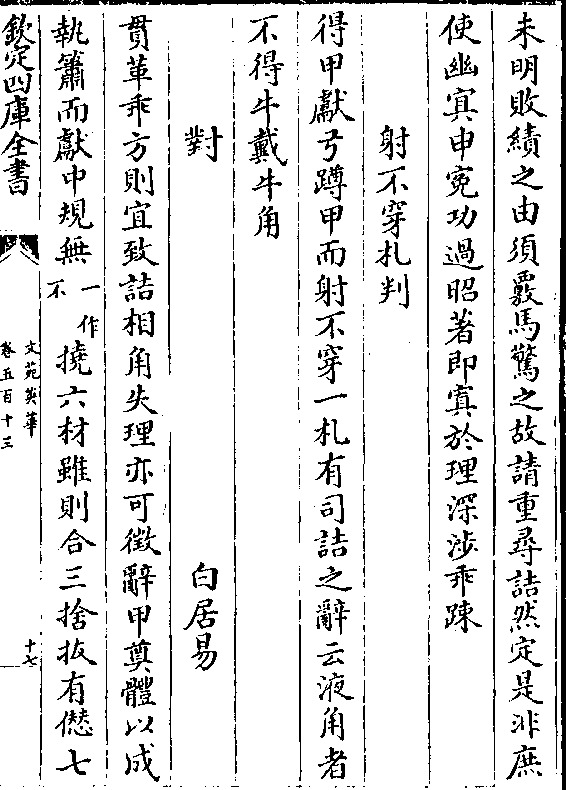 未明敗績之由須覈馬驚之故請重尋詰然定是非庶
使幽寃申寃功過昭著即寘於理深涉乖踈
射不穿札判
得甲獻弓蹲甲而射不穿一札有司詰之辭云液角者
不得牛戴牛角
對
白居易
貫革乖方則宜致詰相角失理亦可徵辭甲奠體以成
執簫而獻中規無一作不撓六材雖則合三捨拔有愆七
欽定四庫全書
文苑英華
卷五百十三
十七